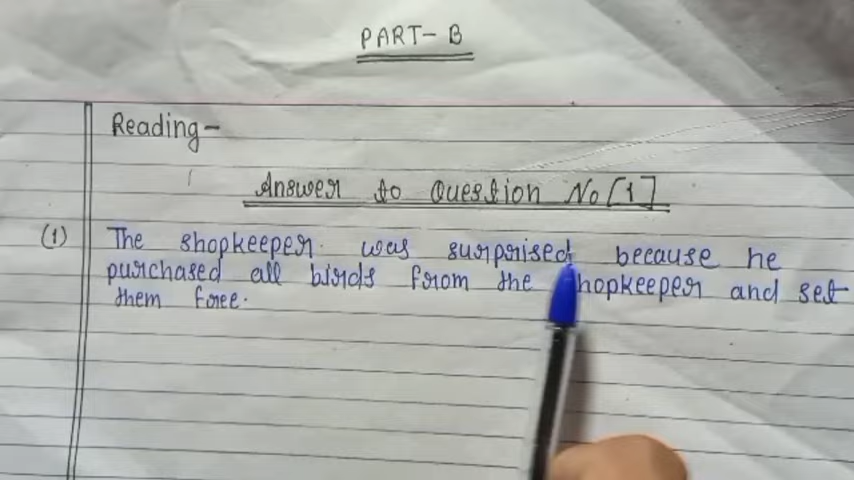 PART-B
Reading-
Answer to Question No [1]
(1) The shopkeeper. was surprised because he
purchased all birds from the shopkeeper and set
them free.